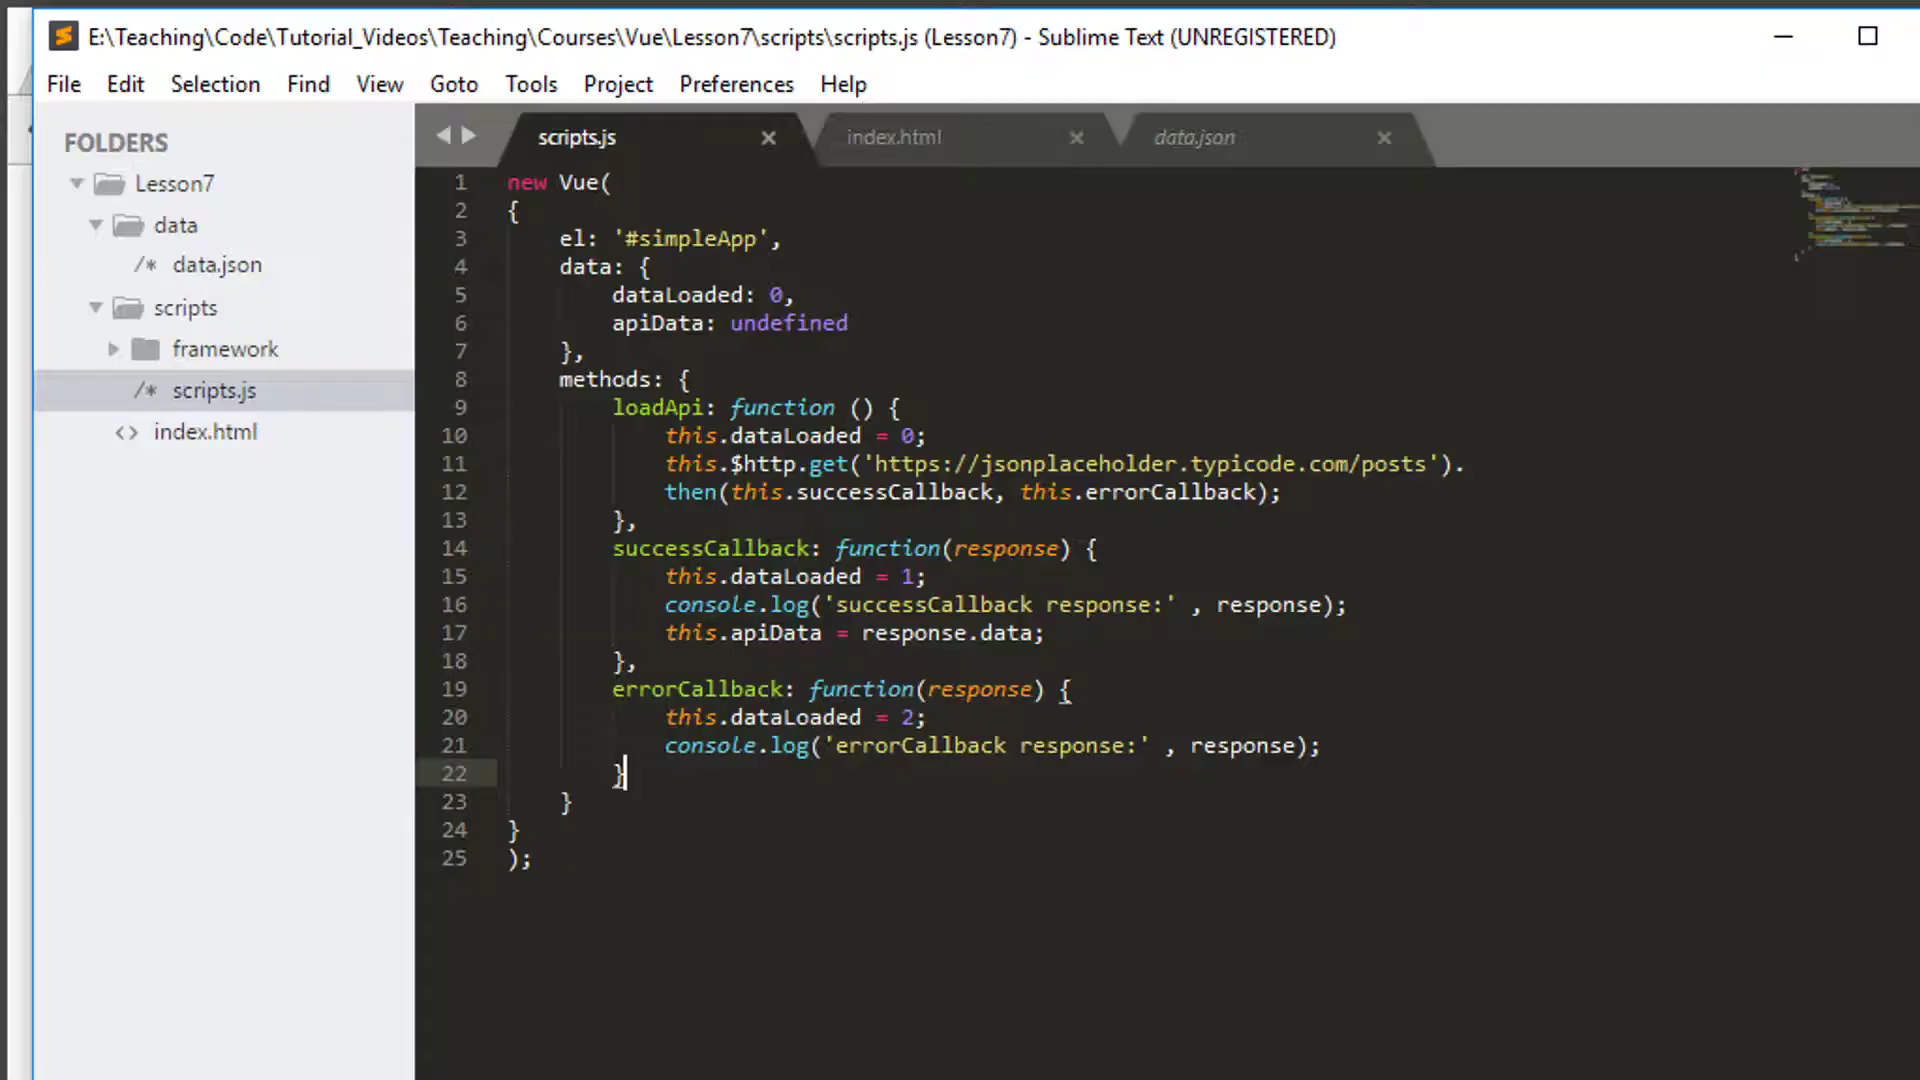 E:\Teaching\Code\Tutorial_Videos\Teaching\Courses\Vue\Lesson7\scripts\scripts.js (Lesson7) - Sublime Text (UNREGISTERED)
File Edit Selection Find View Goto Tools Project Preferences Help
FOLDERS
Lesson7
data
/* data.json
scripts
framework
/* scripts.js
<> index.html
scripts.js × index.html × data.json ×
1 new Vue(
2 {
3 el: '#simpleApp',
4 data: {
5 dataLoaded: 0,
6 apiData: undefined
7 },
8 methods: {
9 loadApi: function () {
10 this.dataLoaded = 0;
11 this.$http.get('https://jsonplaceholder.typicode.com/posts').
12 then(this.successCallback, this.errorCallback);
13 },
14 successCallback: function(response) {
15 this.dataLoaded = 1;
16 console.log('successCallback response:' , response);
17 this.apiData = response.data;
18 },
19 errorCallback: function(response) {
20 this.dataLoaded = 2;
21 console.log('errorCallback response:' , response);
22 }
23 }
24 }
25 );